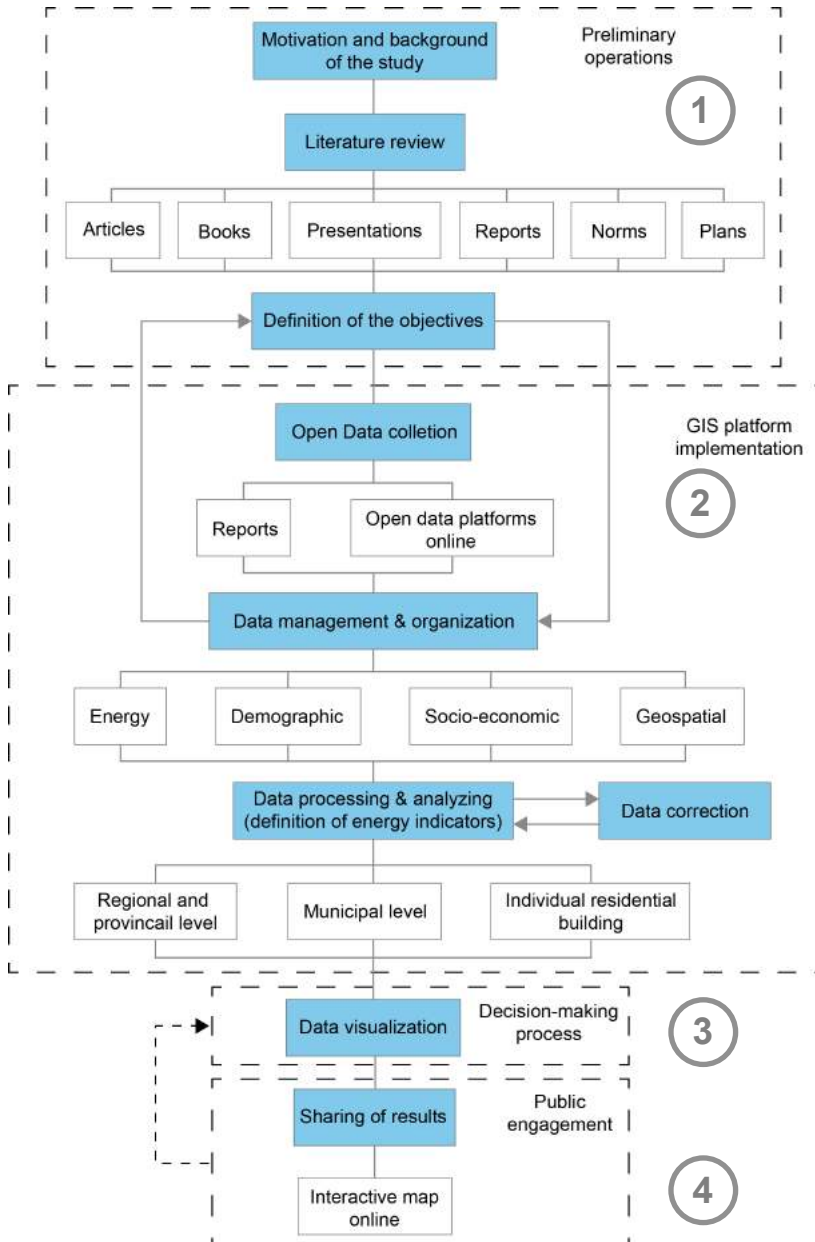 Motivation and background
of the study
Preliminary
operations
1
Literature review
Articles
Books
Presentations
Reports
Norms
Plans
Definition of the objectives
Open Data colletion
GIS platform
implementation
2
Reports
Open data platforms
online
Data management & organization
Energy
Demographic
Socio-economic
Geospatial
Data processing & analyzing
(definition of energy indicators)
Data correction
Regional and
provincail level
Municipal level
Individual residential
building
Data visualization
Decision-making
process
3
Sharing of results
Public
engagement
Interactive map
online
4